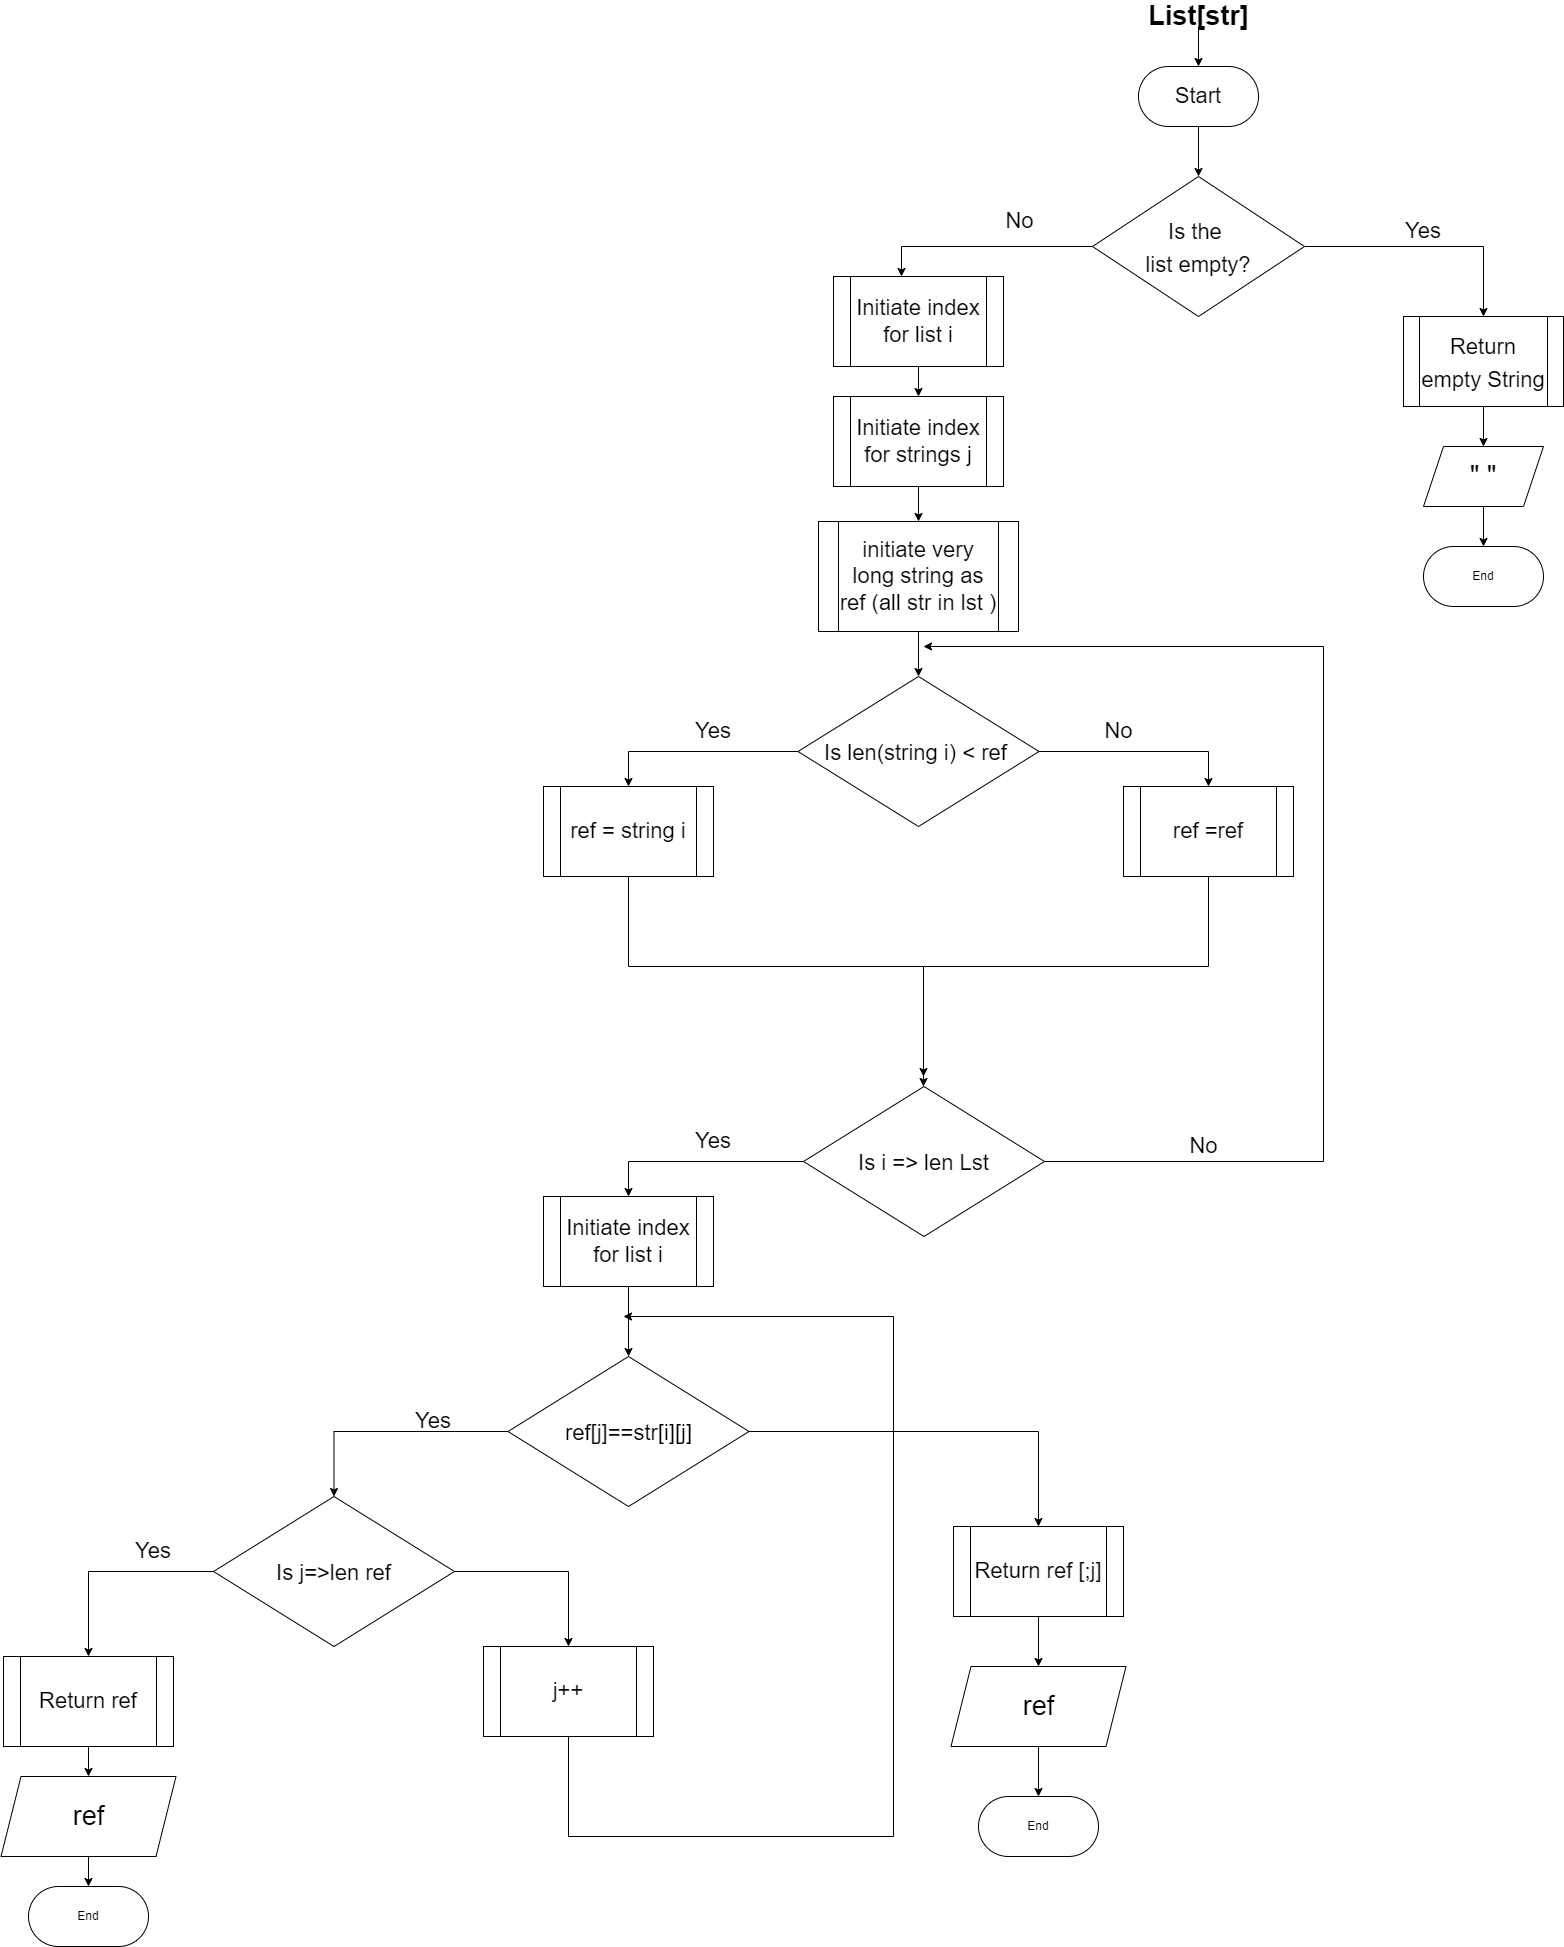 List[str]
Start
Is the
list empty?
No
Yes
Initiate index
for list i
Return
empty String
Initiate index
for strings j
" "
End
initiate very
long string as
ref (all str in lst )
Is len(string i) < ref
Yes
No
ref = string i
ref =ref
Is i => len Lst
Yes
No
Initiate index
for list i
ref[j]==str[i][j]
Yes
Is j=>len ref
Yes
Return ref [;j]
Return ref
j++
ref
ref
End
End